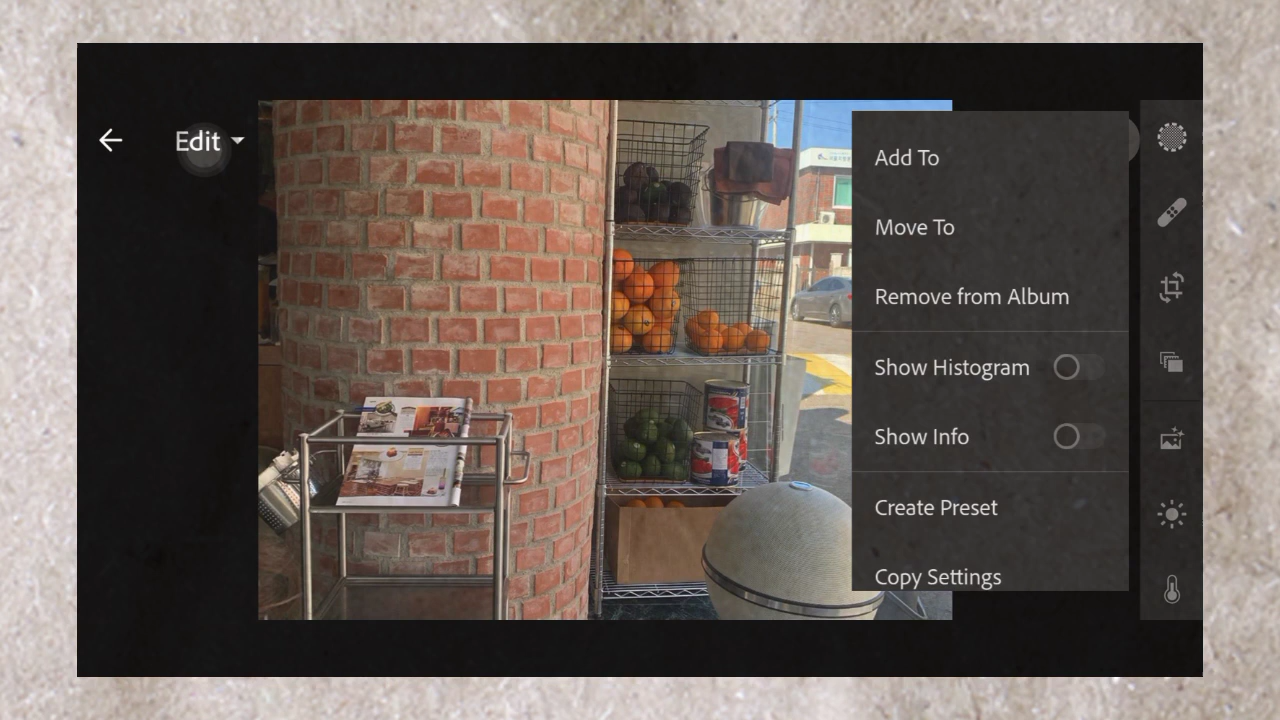 Edit
Add To
Move To
Remove from Album
Show Histogram
Show Info
Create Preset
Copy Settings